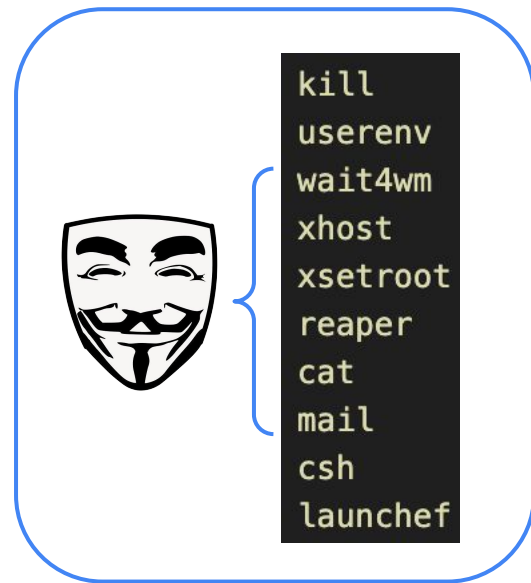 kill
userenv
wait4wm
xhost
xsetroot
reaper
cat
mail
csh
launchef